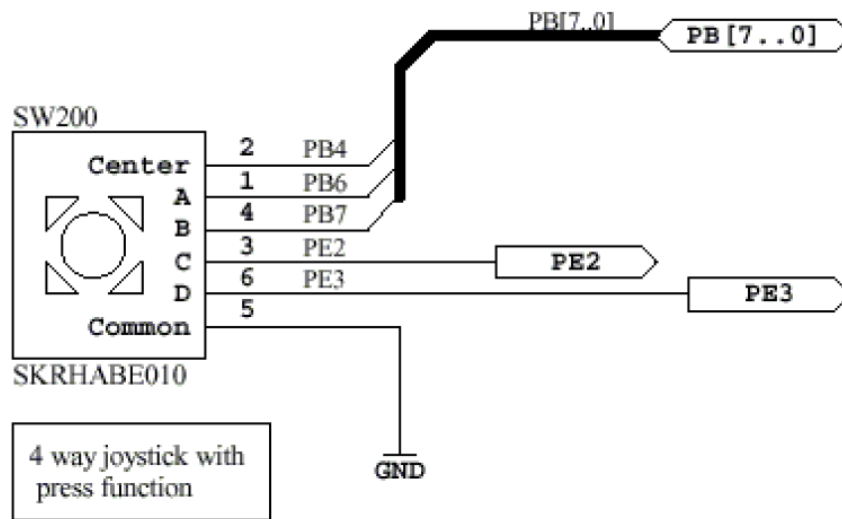 PB[7..0]
PB[7..0]
SW200
Center 2 PB4
A 1 PB6
B 4 PB7
C 3 PE2 PE2
D 6 PE3 PE3
Common 5
SKRHABE010
GND
4 way joystick with
press function